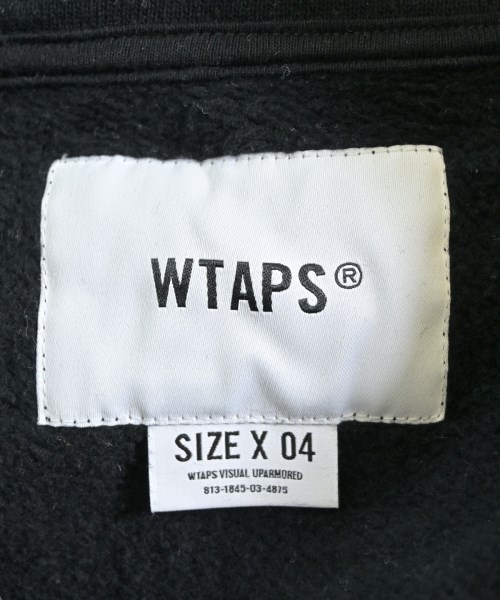 WTAPS®
SIZE X 04
WTAPS VISUAL UPARMORED
813-1845-03-4875